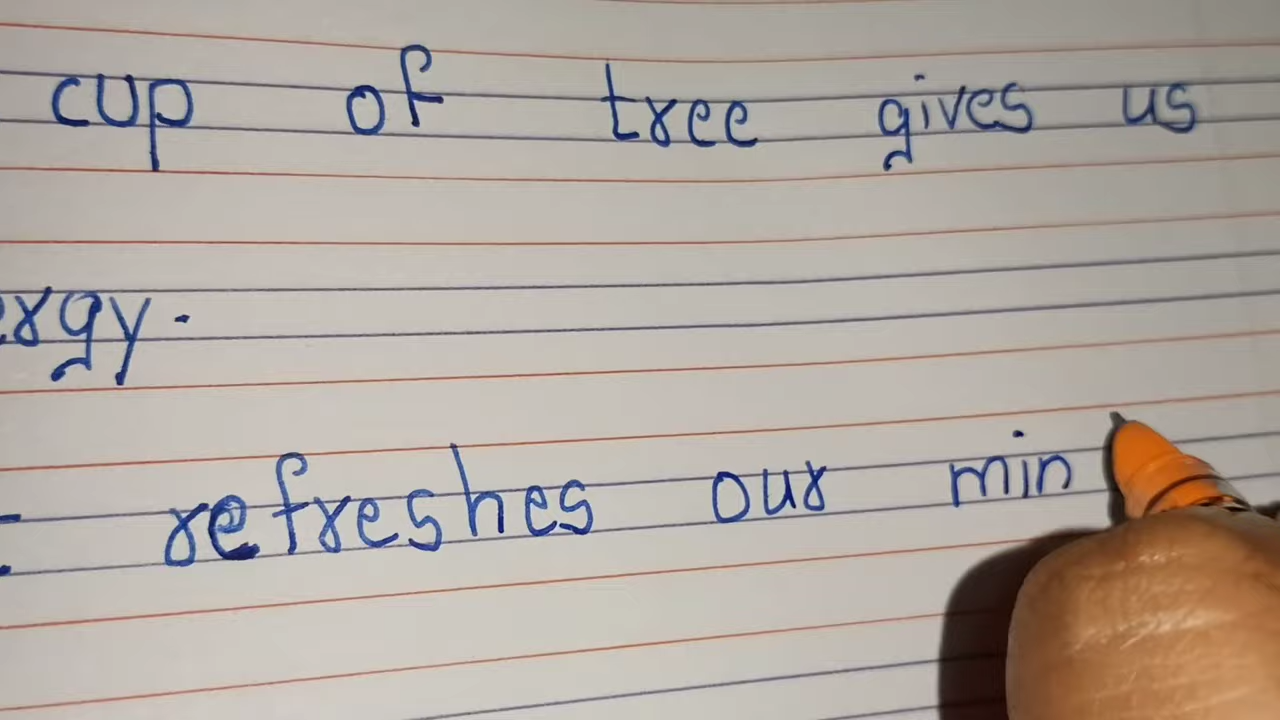 cup of tree gives us
ergy.
refreshes our min